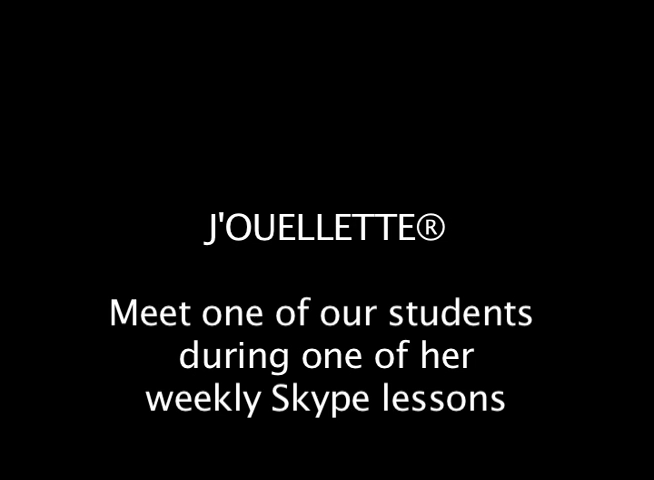 J'OUELLETTE®
Meet one of our students
during one of her
weekly Skype lessons